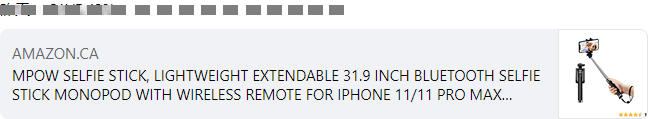 AMAZON.CA
MPOW SELFIE STICK, LIGHTWEIGHT EXTENDABLE 31.9 INCH BLUETOOTH SELFIE
STICK MONOPOD WITH WIRELESS REMOTE FOR IPHONE 11/11 PRO MAX...